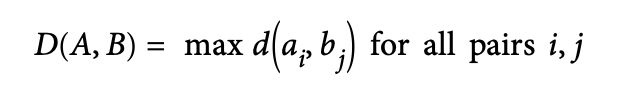 D(A, B) = max d(a_i, b_j) for all pairs i, j